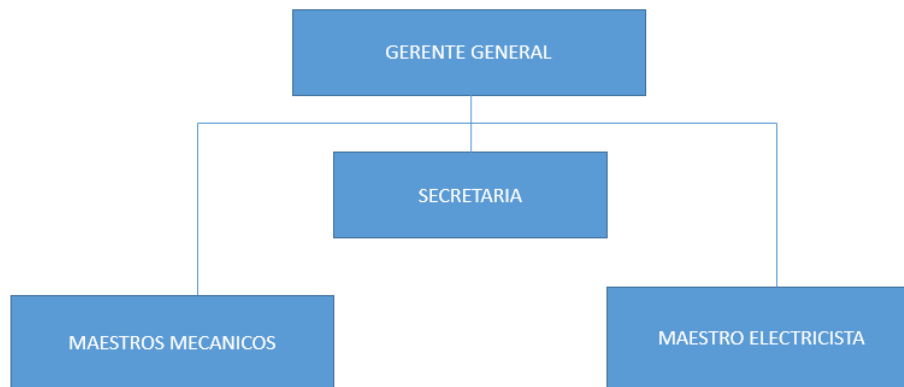 GERENTE GENERAL
SECRETARIA
MAESTROS MECANICOS
MAESTRO ELECTRICISTA